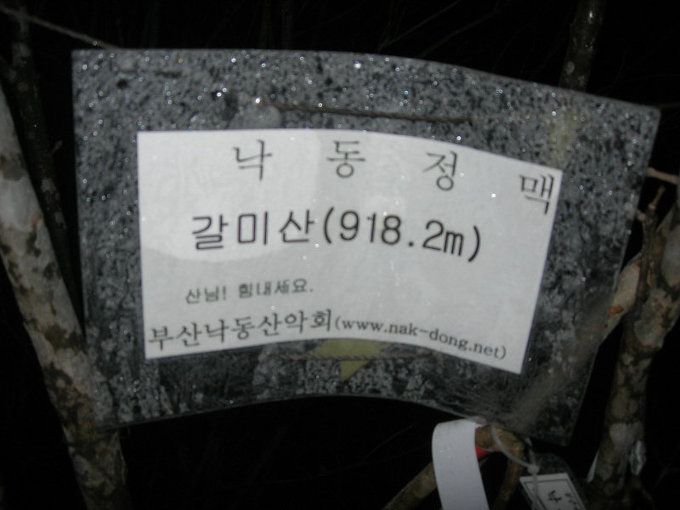 낙동정맥
갈미산(918.2m)
산님! 힘내세요.
부산낙동산악회(www.nak-dong.net)